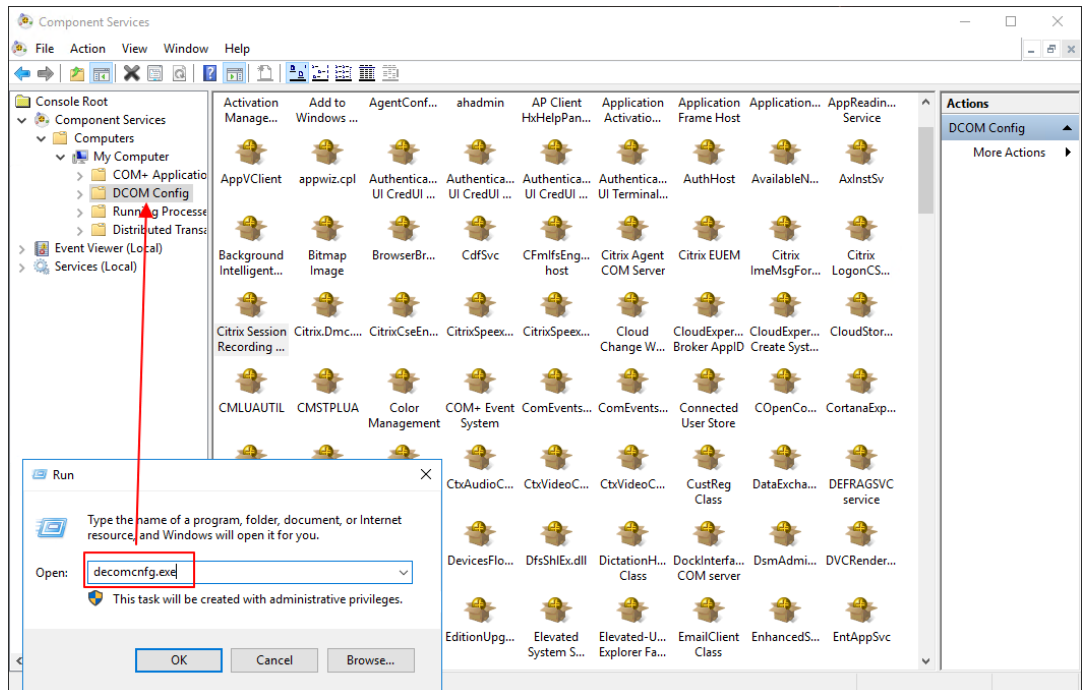 Component Services
File Action View Window Help
Console Root
Component Services
Computers
My Computer
COM+ Applicatio
DCOM Config
Running Processe
Distributed Transa
Event Viewer (Local)
Services (Local)
Activation Add to AgentConf... ahadmin AP Client Application Application Application... AppReadin...
Manage... Windows ... HxHelpPan... Activatio... Frame Host Service
AppVClient appwiz.cpl Authentica... Authentica... Authentica... Authentica... AuthHost AvailableN... AxInstSv
UI CredUI ... UI CredUI ... UI CredUI ... UI Terminal...
Background Bitmap BrowserBr... CdfSvc CFmIfsEng... Citrix Agent Citrix EUEM Citrix Citrix
Intelligent... Image host COM Server ImeMsgFor... LogonCS...
Citrix Session Citrix.Dmc.... CitrixCseEn... CitrixSpeex... CitrixSpeex... Cloud CloudExper... CloudExper... CloudStor...
Recording ... Change W... Broker AppID Create Syst...
CMLUAUTIL CMSTPLUA Color COM+ Event ComEvents... ComEvents... Connected COpenCo... CortanaExp...
Management System User Store
CtxAudioC... CtxVideoC... CtxVideoC... CustReg DataExcha... DEFRAGSVC
Class service
DevicesFlo... DfsShlEx.dll DictationH... DockInterfa... DsmAdmi... DVCRender...
Class COM server
EditionUpg... Elevated Elevated-U... EmailClient EnhancedS... EntAppSvc
System S... Explorer Fa... Class
Actions
DCOM Config
More Actions
Run
Type the name of a program, folder, document, or Internet
resource, and Windows will open it for you.
Open: decomcnfg.exe
This task will be created with administrative privileges.
OK Cancel Browse...